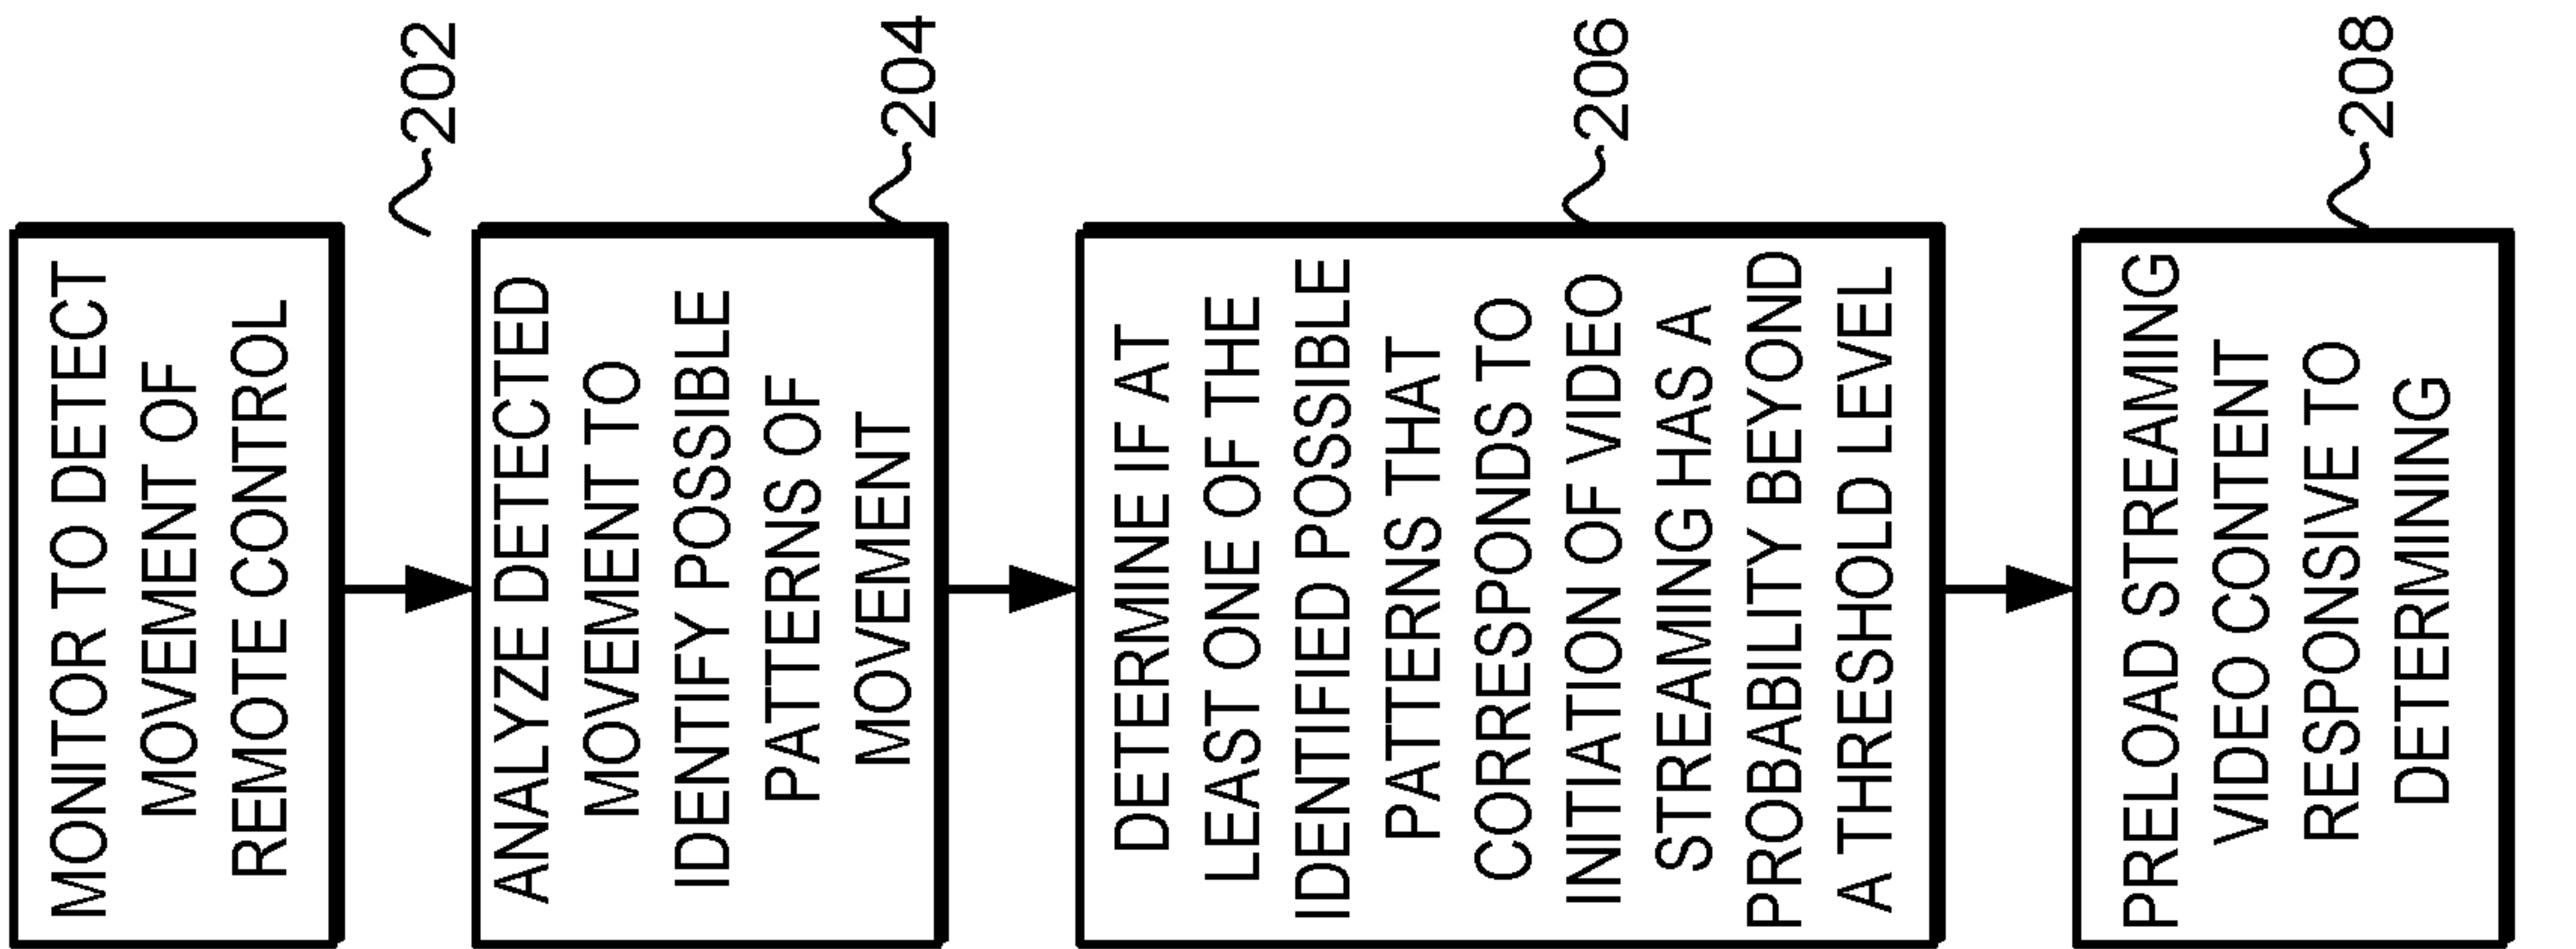 MONITOR TO DETECT
MOVEMENT OF
REMOTE CONTROL
202
ANALYZE DETECTED
MOVEMENT TO
IDENTIFY POSSIBLE
PATTERNS OF
MOVEMENT
204
DETERMINE IF AT
LEAST ONE OF THE
IDENTIFIED POSSIBLE
PATTERNS THAT
CORRESPONDS TO
INITIATION OF VIDEO
STREAMING HAS A
PROBABILITY BEYOND
A THRESHOLD LEVEL
206
PRELOAD STREAMING
VIDEO CONTENT
RESPONSIVE TO
DETERMINING
208